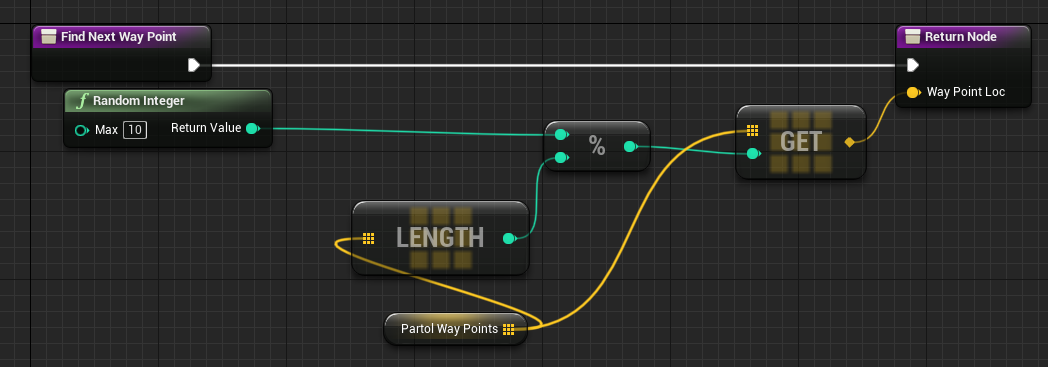 Find Next Way Point
Return Node
Way Point Loc
f Random Integer
Max 10 Return Value
%
GET
LENGTH
Partol Way Points